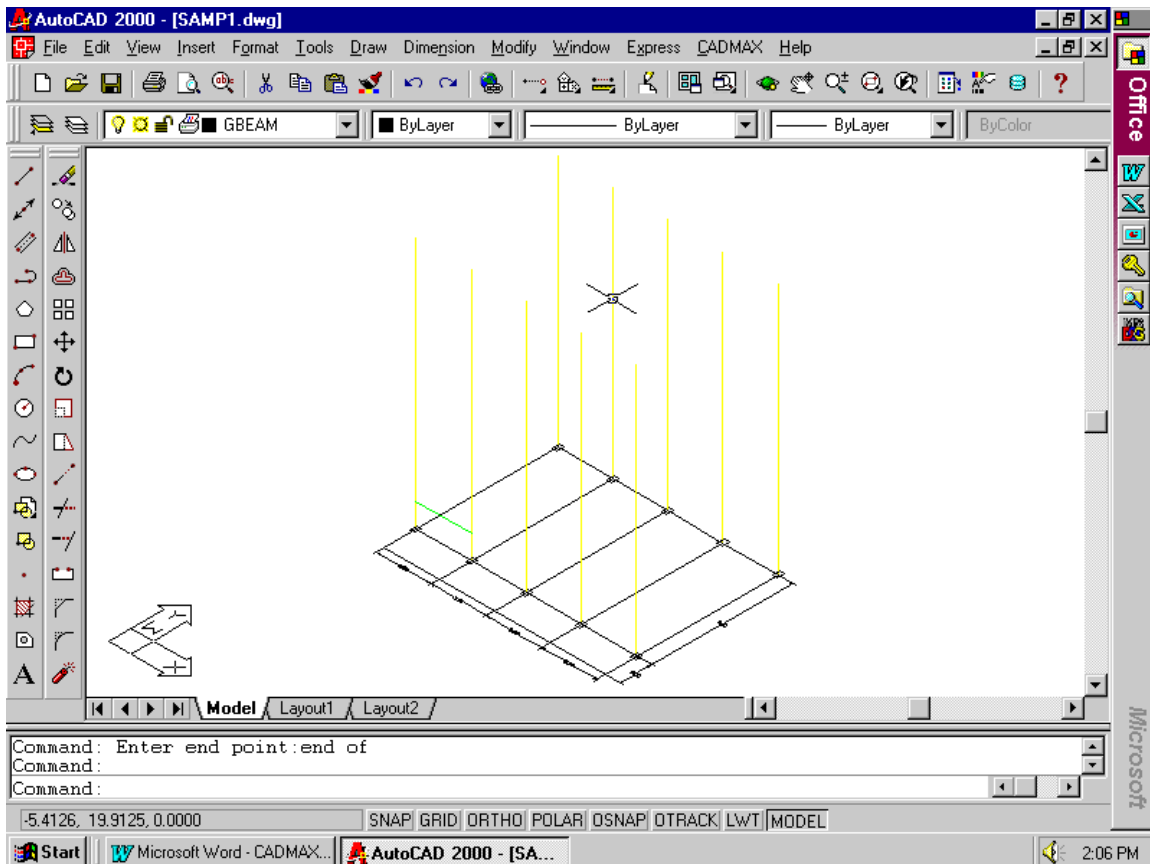 AutoCAD 2000 - [SAMP1.dwg]
File Edit View Insert Format Tools Draw Dimension Modify Window Express CADMAX Help
GBEAM ByLayer ByLayer ByLayer ByColor
Office
A
Y
X
Model Layout1 Layout2
Command: Enter end point:end of
Command:
Command:
Microsoft
-5.4126, 19.9125, 0.0000 SNAP GRID ORTHO POLAR OSNAP OTRACK LWT MODEL
Start Microsoft Word - CADMAX... AutoCAD 2000 - [SA... 2:06 PM